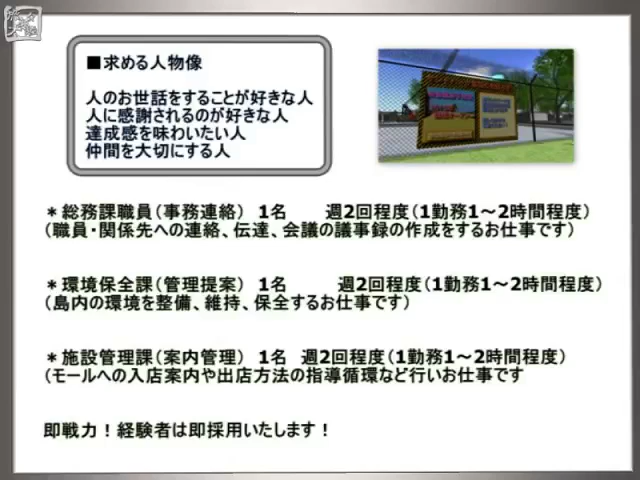 ■求める人物像
人のお世話をすることが好きな人
人に感謝されるのが好きな人
達成感を味わいたい人
仲間を大切にする人
＊総務課職員（事務連絡） 1名　　週2回程度（1勤務1～2時間程度）
（職員・関係先への連絡、伝達、会議の議事録の作成をするお仕事です）
＊環境保全課（管理提案） 1名　　　週2回程度（1勤務1～2時間程度）
（島内の環境を整備、維持、保全するお仕事です）
＊施設管理課（案内管理） 1名 週2回程度（1勤務1～2時間程度）
（モールへの入店案内や出店方法の指導循環など行いお仕事です
即戦力！経験者は即採用いたします！